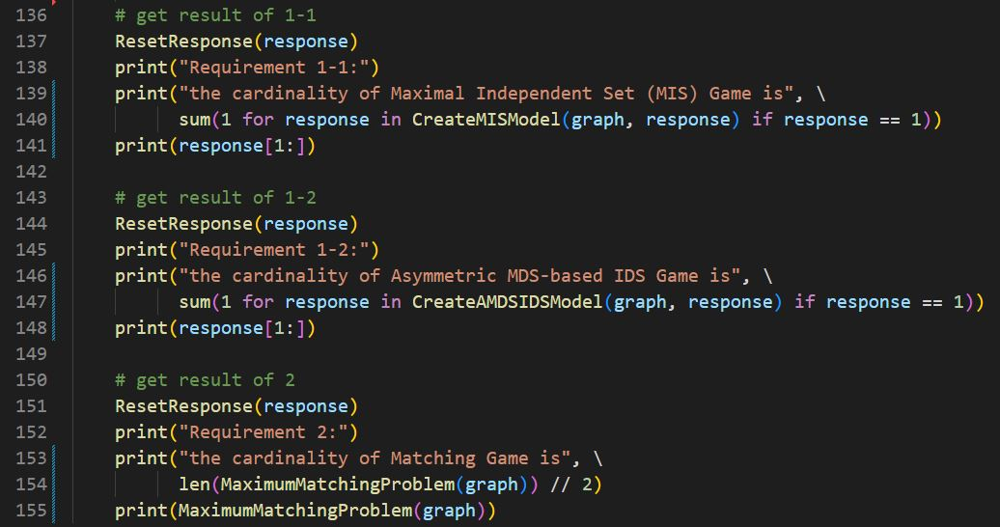 136 # get result of 1-1
137 ResetResponse(response)
138 print("Requirement 1-1:")
139 print("the cardinality of Maximal Independent Set (MIS) Game is", \
140 sum(1 for response in CreateMISModel(graph, response) if response == 1))
141 print(response[1:])
142
143 # get result of 1-2
144 ResetResponse(response)
145 print("Requirement 1-2:")
146 print("the cardinality of Asymmetric MDS-based IDS Game is", \
147 sum(1 for response in CreateAMDSIDSModel(graph, response) if response == 1))
148 print(response[1:])
149
150 # get result of 2
151 ResetResponse(response)
152 print("Requirement 2:")
153 print("the cardinality of Matching Game is", \
154 len(MaximumMatchingProblem(graph)) // 2)
155 print(MaximumMatchingProblem(graph))